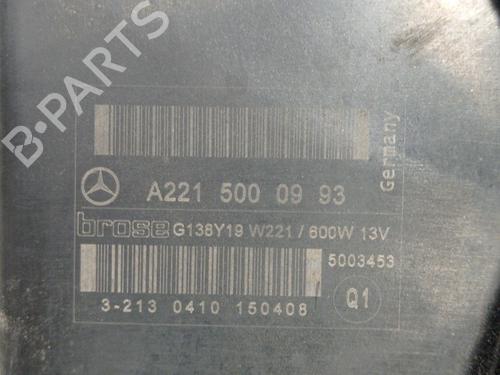 A221 500 09 93
Germany
brose G138Y19 W221 / 600W 13V
5003453
3-213 0410 150408
Q1
B-PARTS